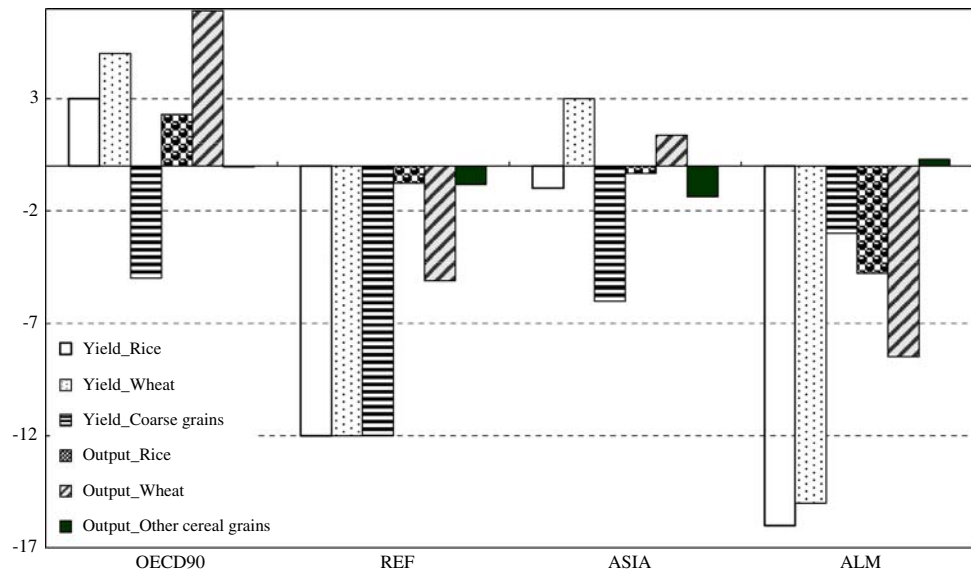 3
-2
-7
-12
-17
Yield_Rice
Yield_Wheat
Yield_Coarse grains
Output_Rice
Output_Wheat
Output_Other cereal grains
OECD90 REF ASIA ALM